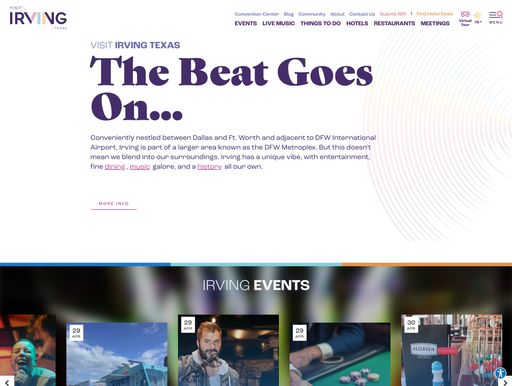 VISIT
IRVING
TEXAS
Convention Center Blog Community About Contact Us Submit RFP Find Hotel Deals
EVENTS LIVE MUSIC THINGS TO DO HOTELS RESTAURANTS MEETINGS
Virtual Tour
MENU
VISIT IRVING TEXAS
The Beat Goes
On...
Conveniently nestled between Dallas and Ft. Worth and adjacent to DFW International
Airport, Irving is part of a larger area known as the DFW Metroplex. But this doesn't
mean we blend into our surroundings. Irving has a unique vibe, with entertainment,
fine dining , music galore, and a history all our own.
MORE INFO
IRVING EVENTS
29 APR
29 APR
29 APR
30 APR